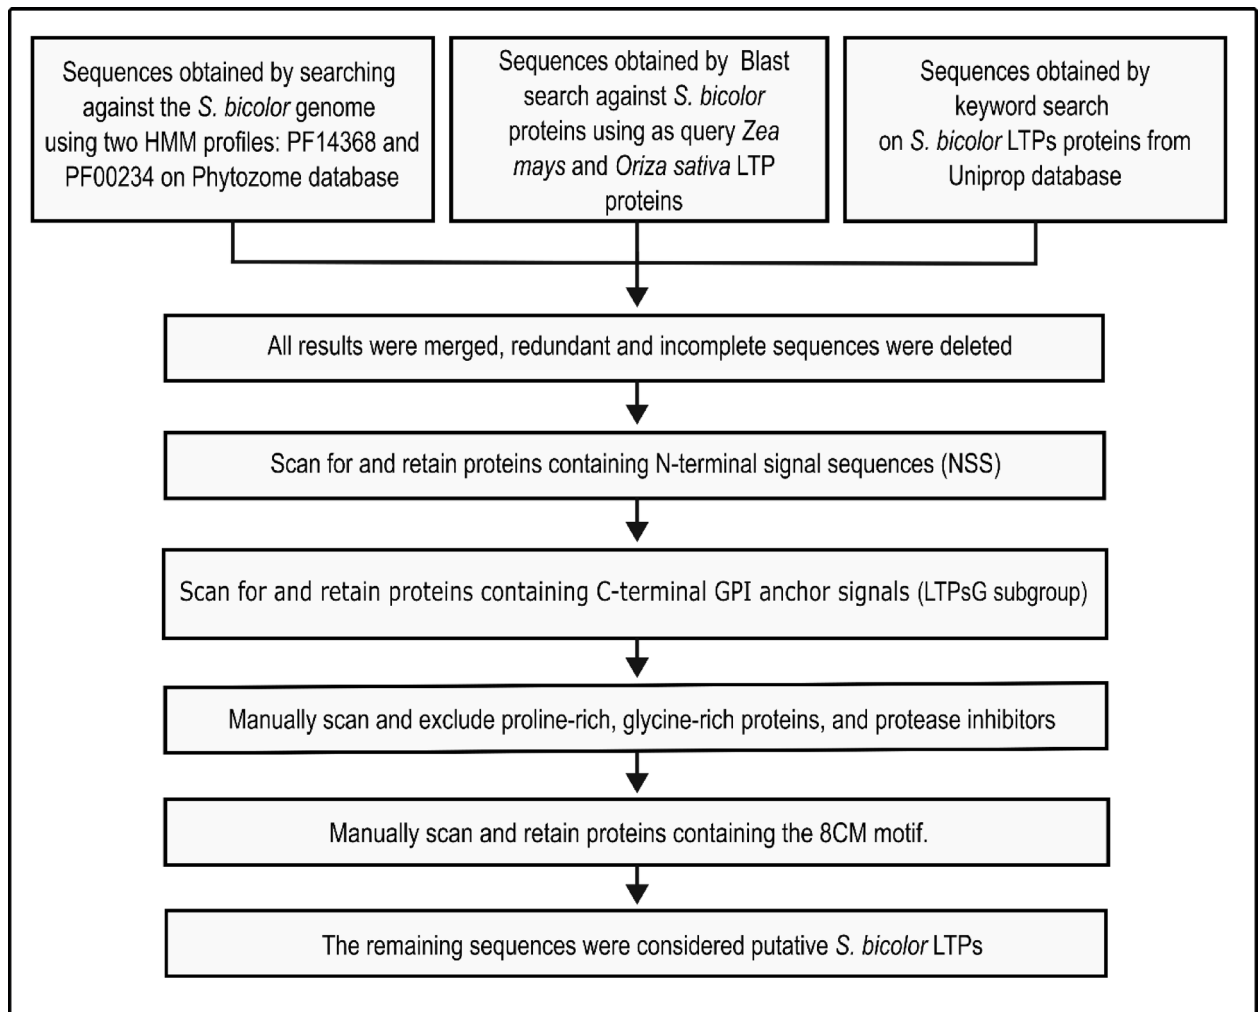 Sequences obtained by searching
against the S. bicolor genome
using two HMM profiles: PF14368 and
PF00234 on Phytozome database
Sequences obtained by Blast
search against S. bicolor
proteins using as query Zea
mays and Oriza sativa LTP
proteins
Sequences obtained by
keyword search
on S. bicolor LTPs proteins from
Uniprop database
All results were merged, redundant and incomplete sequences were deleted
Scan for and retain proteins containing N-terminal signal sequences (NSS)
Scan for and retain proteins containing C-terminal GPI anchor signals (LTPsG subgroup)
Manually scan and exclude proline-rich, glycine-rich proteins, and protease inhibitors
Manually scan and retain proteins containing the 8CM motif.
The remaining sequences were considered putative S. bicolor LTPs